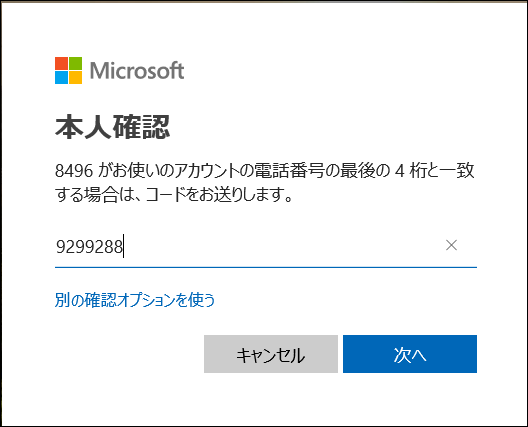 Microsoft
本人確認
8496 がお使いのアカウントの電話番号の最後の 4 桁と一致
する場合は、コードをお送りします。
9299288
別の確認オプションを使う
キャンセル
次へ